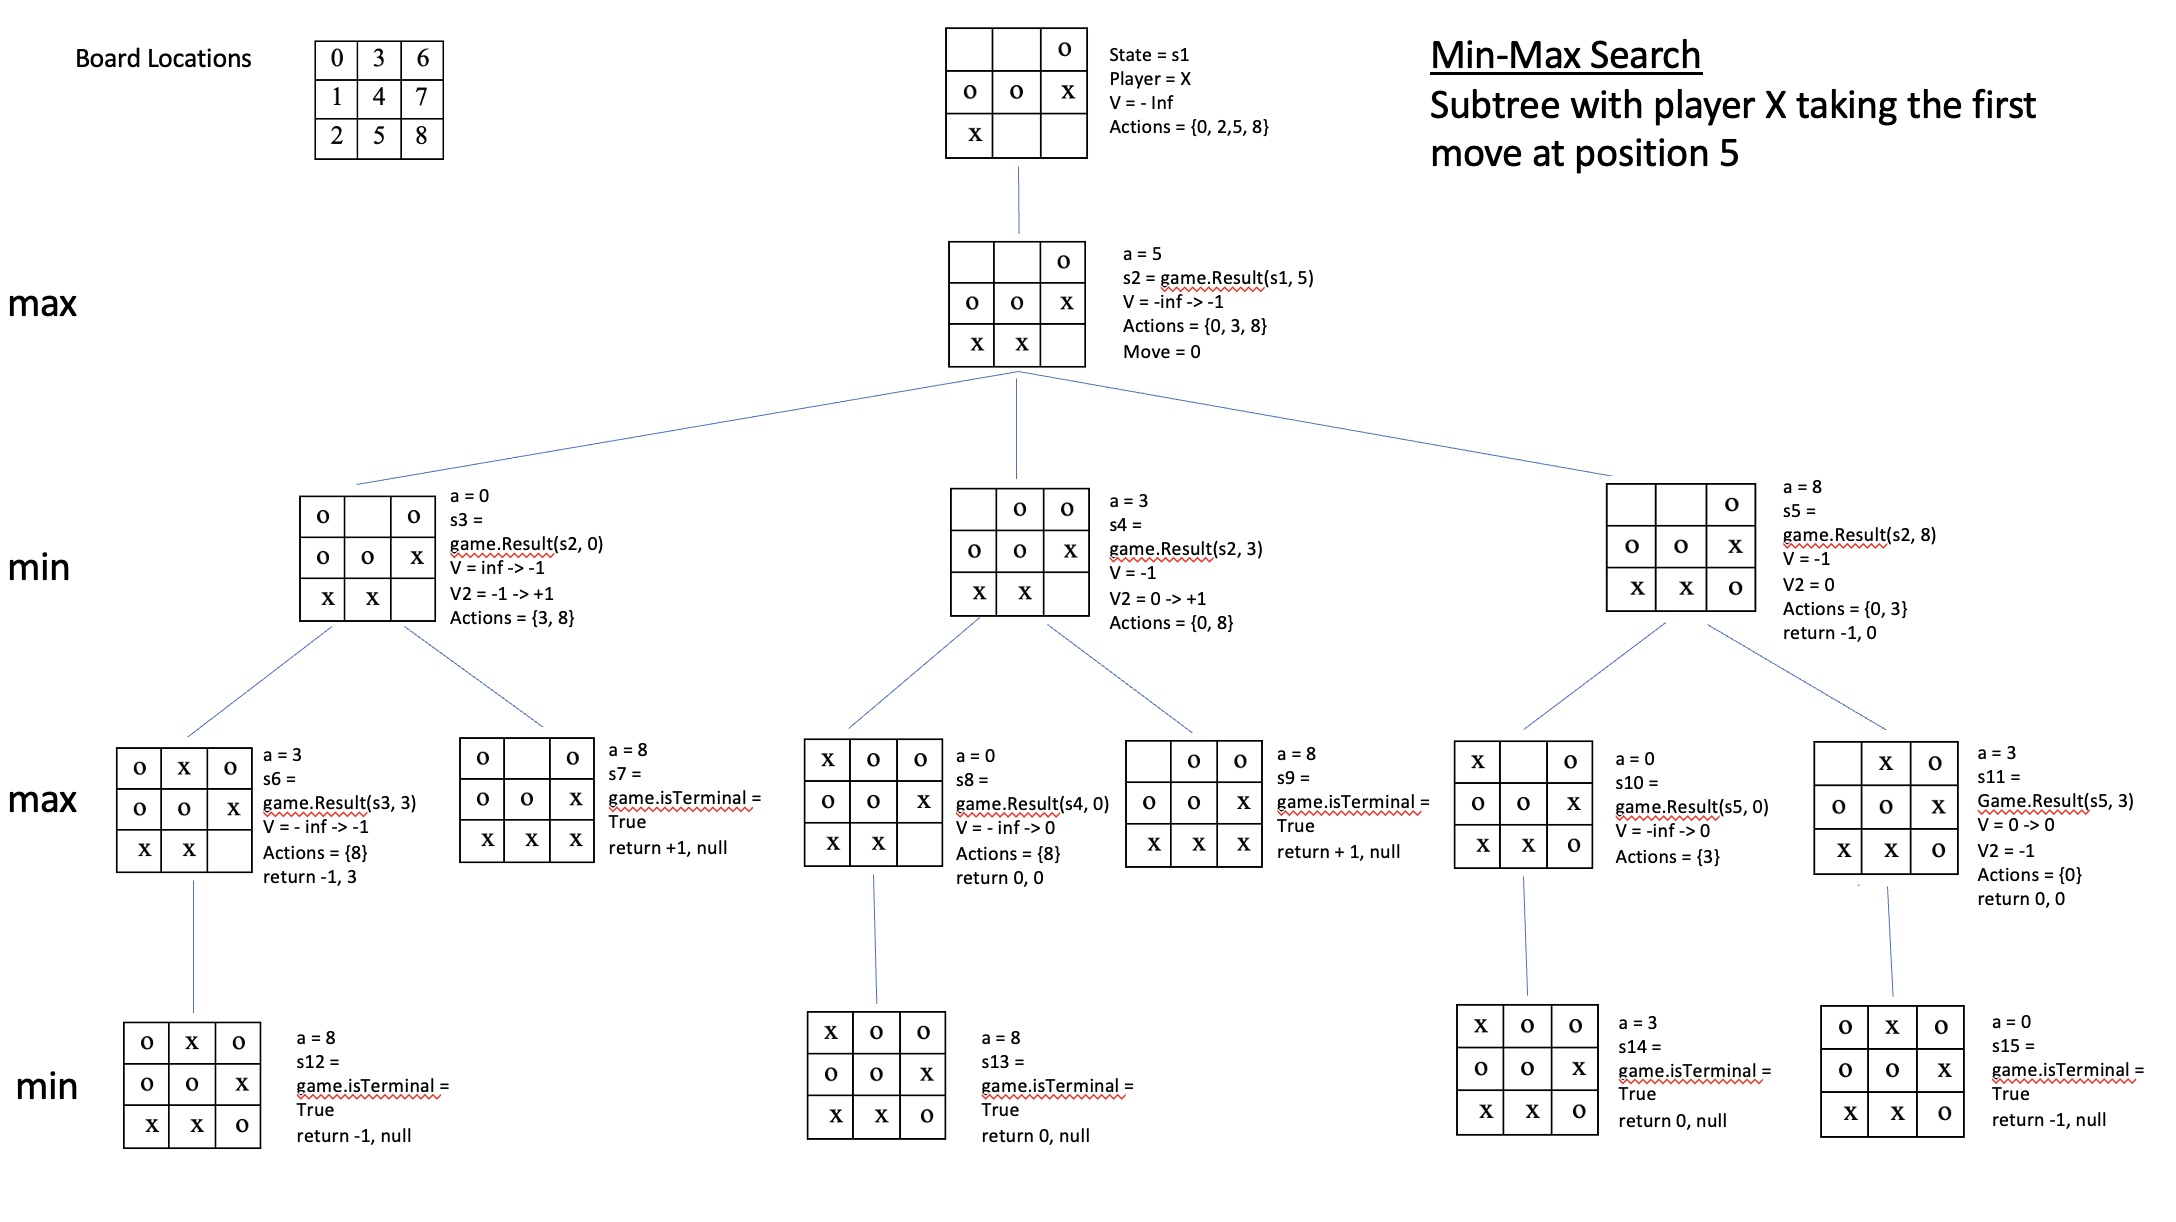 Board Locations
0 3 6
1 4 7
2 5 8
o
o o x
x
State = s1
Player = X
V = - Inf
Actions = {0, 2,5, 8}
Min-Max Search
Subtree with player X taking the first
move at position 5
max
o
o o x
x x
a = 5
s2 = game.Result(s1, 5)
V = -inf -> -1
Actions = {0, 3, 8}
Move = 0
min
o o
o o x
x x
a = 0
s3 =
game.Result(s2, 0)
V = inf -> -1
V2 = -1 -> +1
Actions = {3, 8}
o o
o o x
x x
a = 3
s4 =
game.Result(s2, 3)
V = -1
V2 = 0 -> +1
Actions = {0, 8}
o
o o x
x x o
a = 8
s5 =
game.Result(s2, 8)
V = -1
V2 = 0
Actions = {0, 3}
return -1, 0
max
o x o
o o x
x x
a = 3
s6 =
game.Result(s3, 3)
V = - inf -> -1
Actions = {8}
return -1, 3
o o
o o x
x x x
a = 8
s7 =
game.isTerminal =
True
return +1, null
x o o
o o x
x x
a = 0
s8 =
game.Result(s4, 0)
V = - inf -> 0
Actions = {8}
return 0, 0
o o
o o x
x x x
a = 8
s9 =
game.isTerminal =
True
return + 1, null
x o
o o x
x x o
a = 0
s10 =
game.Result(s5, 0)
V = -inf -> 0
Actions = {3}
x o
o o x
x x o
a = 3
s11 =
Game.Result(s5, 3)
V = 0 -> 0
V2 = -1
Actions = {0}
return 0, 0
min
o x o
o o x
x x o
a = 8
s12 =
game.isTerminal =
True
return -1, null
x o o
o o x
x x o
a = 8
s13 =
game.isTerminal =
True
return 0, null
x o o
o o x
x x o
a = 3
s14 =
game.isTerminal =
True
return 0, null
o x o
o o x
x x o
a = 0
s15 =
game.isTerminal =
True
return -1, null